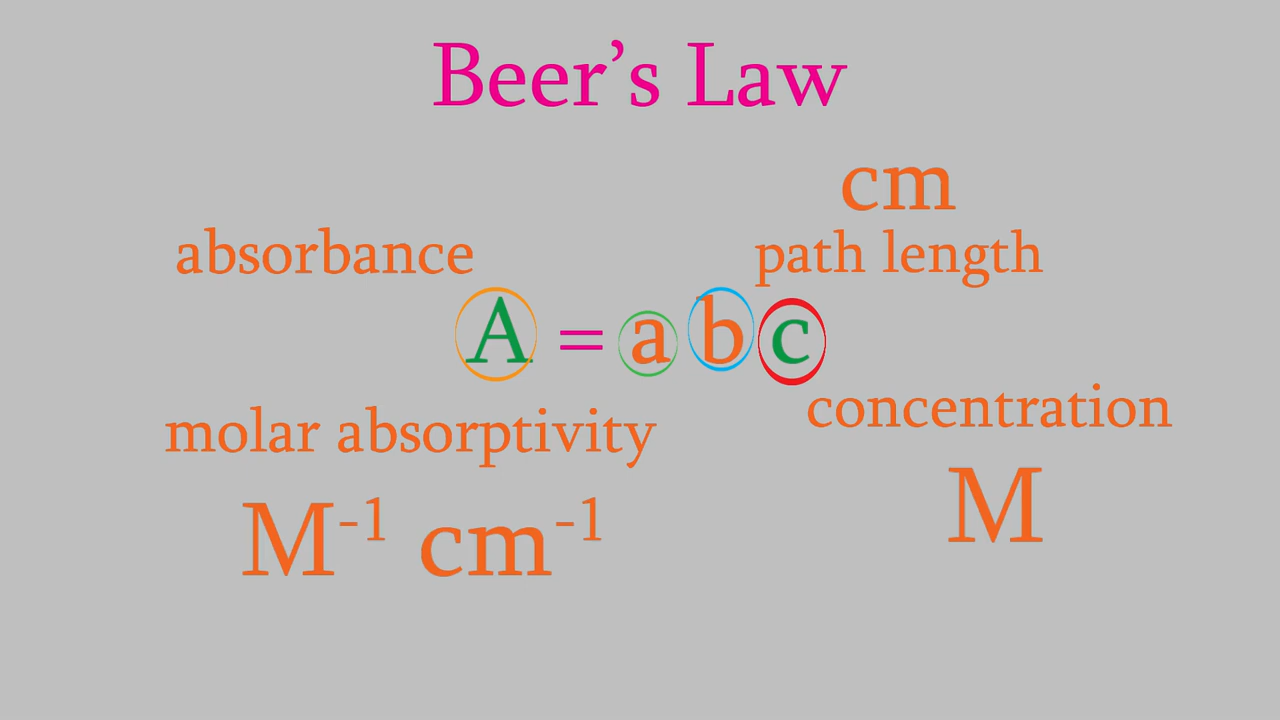 Beer’s Law
cm
absorbance
path length
A = a b c
concentration
molar absorptivity
M
M⁻¹ cm⁻¹